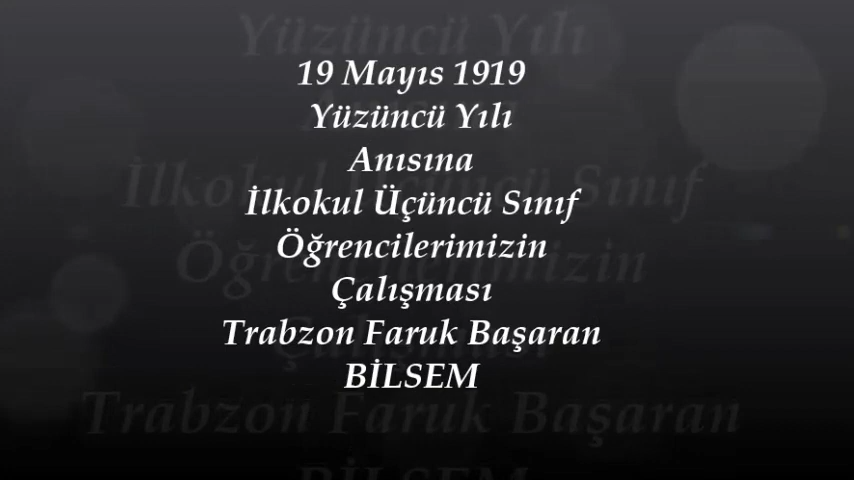 19 Mayıs 1919
Yüzüncü Yılı
Anısına
İlkokul Üçüncü Sınıf
Öğrencilerimizin
Çalışması
Trabzon Faruk Başaran
BİLSEM